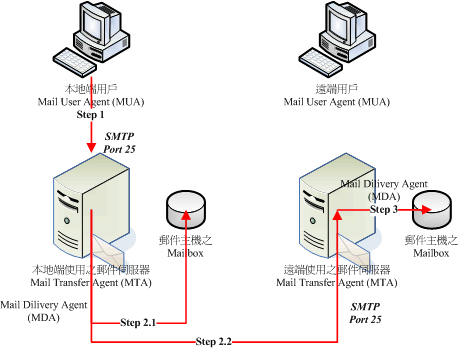 本地端用戶
Mail User Agent (MUA)
Step 1
SMTP
Port 25
遠端用戶
Mail User Agent (MUA)
郵件主機之
Mailbox
本地端使用之郵件伺服器
Mail Transfer Agent (MTA)
Mail Dilivery Agent
(MDA)
Step 2.1
Step 2.2
Mail Dilivery Agent
(MDA)
Step 3
郵件主機之
Mailbox
遠端使用之郵件伺服器
Mail Transfer Agent (MTA)
SMTP
Port 25